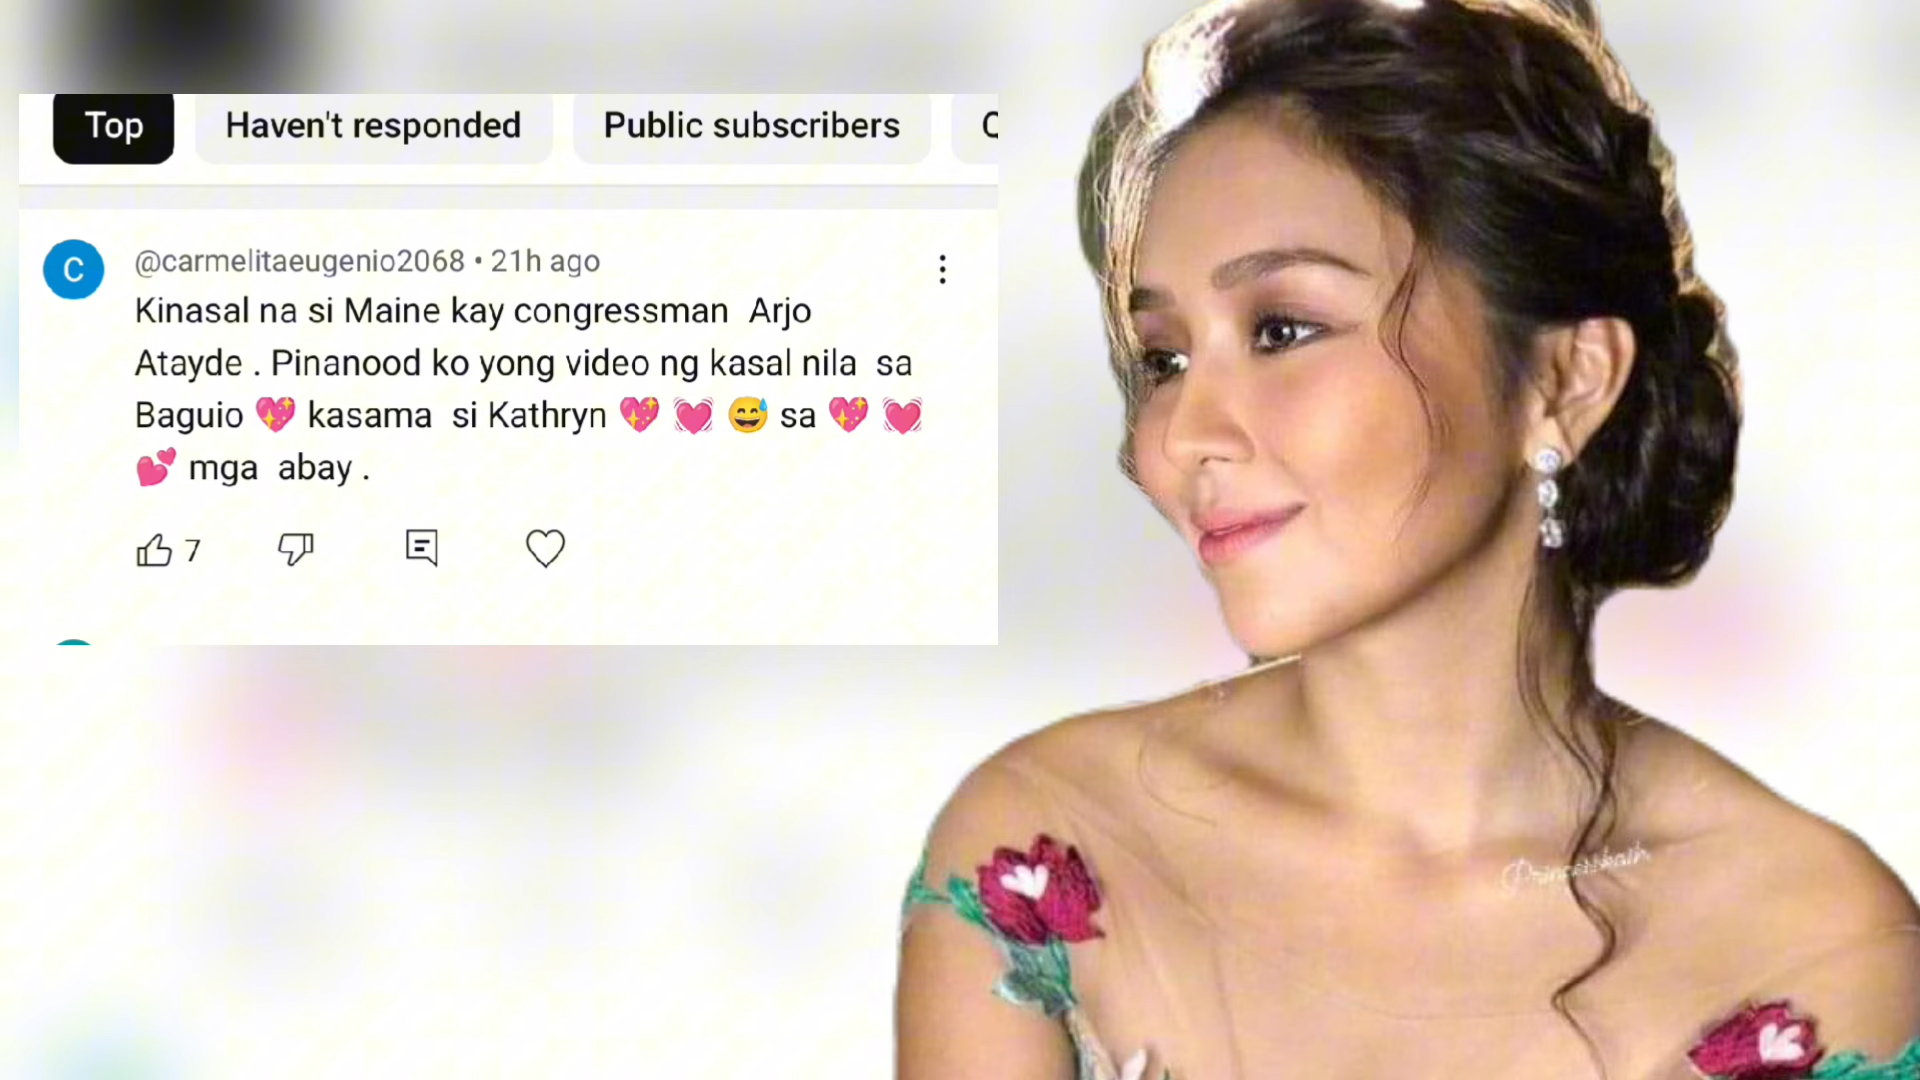 Top
Haven't responded
Public subscribers
@carmelitaeugenio2068 • 21h ago
C
Kinasal na si Maine kay congressman Arjo
Atayde . Pinanood ko yong video ng kasal nila sa
Baguio 💖 kasama si Kathryn 💖 💓 😅 sa 💖 💓
💕 mga abay .
7